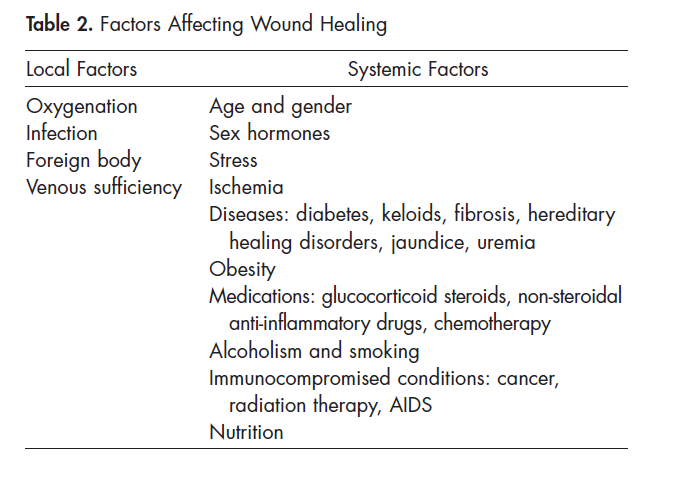 Table 2. Factors Affecting Wound Healing
Local Factors Systemic Factors
Oxygenation Age and gender
Infection Sex hormones
Foreign body Stress
Venous sufficiency Ischemia
Diseases: diabetes, keloids, fibrosis, hereditary
healing disorders, jaundice, uremia
Obesity
Medications: glucocorticoid steroids, non-steroidal
anti-inflammatory drugs, chemotherapy
Alcoholism and smoking
Immunocompromised conditions: cancer,
radiation therapy, AIDS
Nutrition